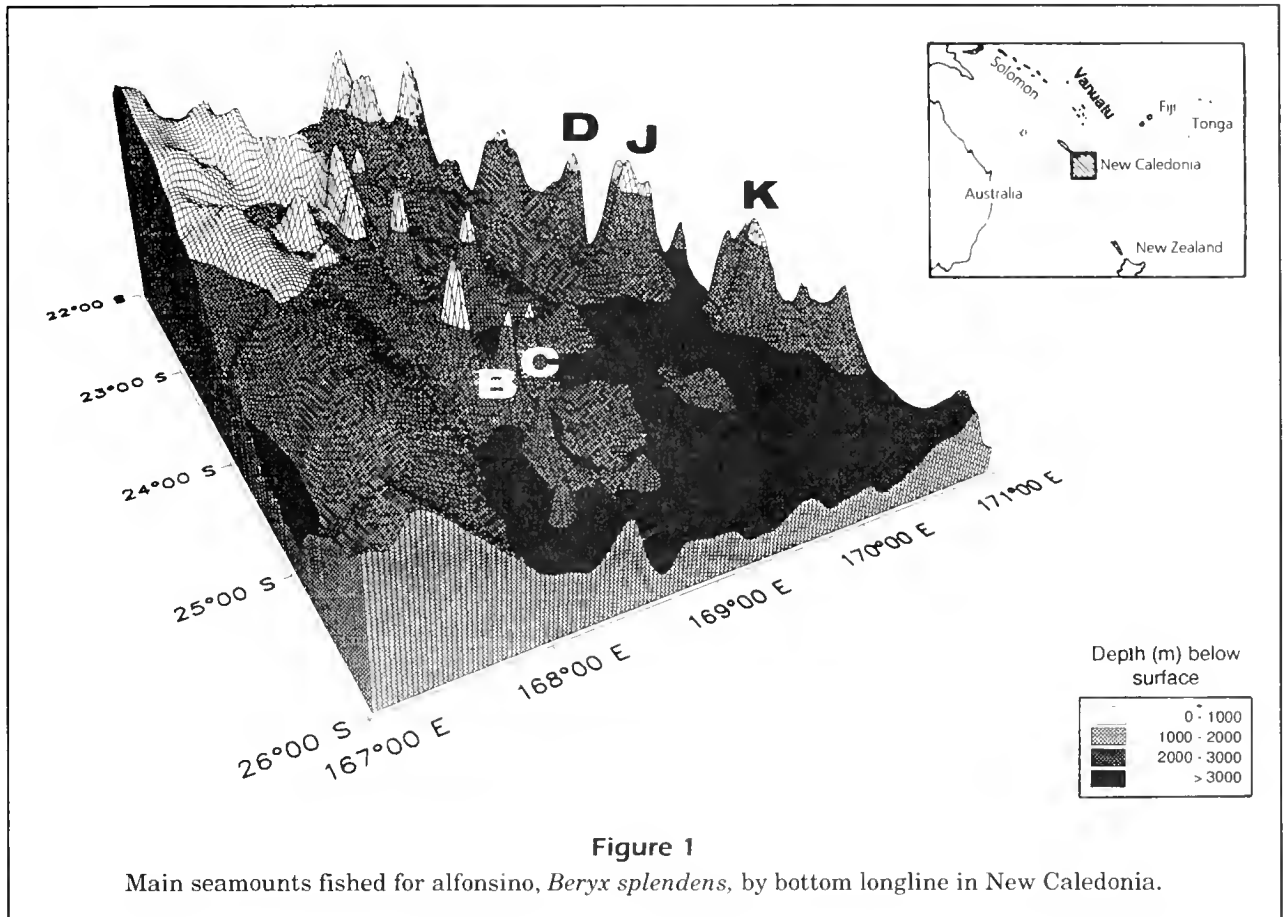 D
J
K
B
C
Solomon
Vanuatu
Fiji
Tonga
New Caledonia
Australia
New Zealand
22°00 S
23°00 S
24°00 S
25°00 S
26°00 S
167°00 E
168°00 E
169°00 E
170°00 E
171°00 E
Depth (m) below
surface
0 - 1000
1000 - 2000
2000 - 3000
> 3000
Figure 1
Main seamounts fished for alfonsino, Beryx splendens, by bottom longline in New Caledonia.